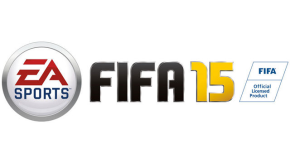 EA
SPORTS
FIFA 15
FIFA
Official
Licensed
Product